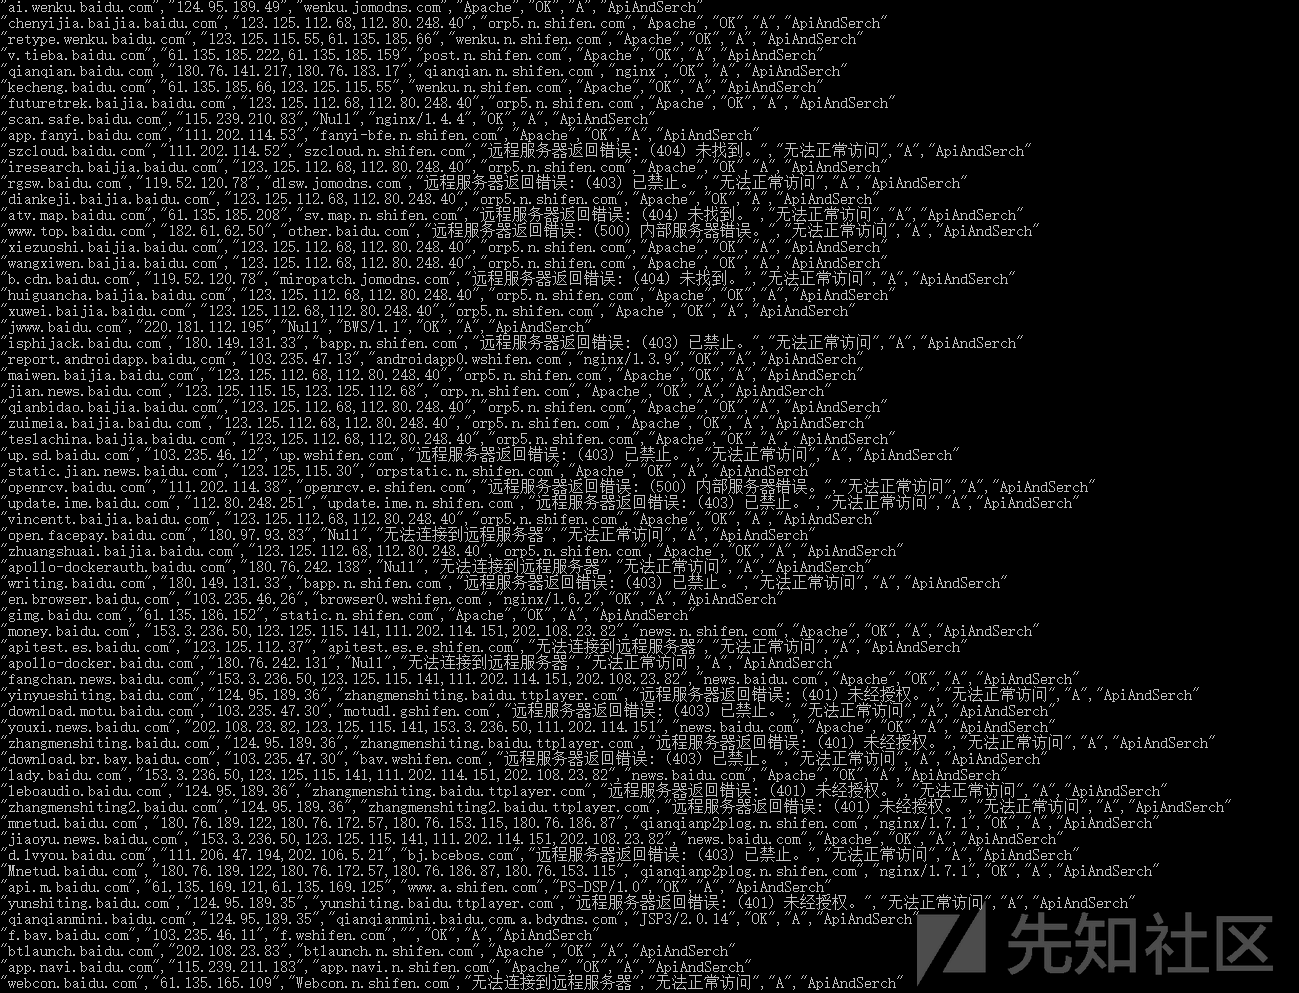 "ai.wenku.baidu.com","124.95.189.49","wenku.jomodns.com","Apache","OK","A","ApiAndSerch"
"chenyijia.baijia.baidu.com","123.125.112.68,112.80.248.40","orp5.n.shifen.com","Apache","OK","A","ApiAndSerch"
"retype.wenku.baidu.com","123.125.115.55,61.135.185.66","wenku.n.shifen.com","Apache","OK","A","ApiAndSerch"
"v.tieba.baidu.com","61.135.185.222,61.135.185.159","post.n.shifen.com","Apache","OK","A","ApiAndSerch"
"qianqian.baidu.com","180.76.141.217,180.76.183.17","qianqian.n.shifen.com","nginx","OK","A","ApiAndSerch"
"kecheng.baidu.com","61.135.185.66,123.125.115.55","wenku.n.shifen.com","Apache","OK","A","ApiAndSerch"
"futuretrek.baijia.baidu.com","123.125.112.68,112.80.248.40","orp5.n.shifen.com","Apache","OK","A","ApiAndSerch"
"scan.safe.baidu.com","115.239.210.83","Null","nginx/1.4.4","OK","A","ApiAndSerch"
"app.fanyi.baidu.com","111.202.114.53","fanyi-bfe.n.shifen.com","Apache","OK","A","ApiAndSerch"
"szcloud.baidu.com","111.202.114.52","szcloud.n.shifen.com","远程服务器返回错误: (404) 未找到。","无法正常访问","A","ApiAndSerch"
"iresearch.baijia.baidu.com","123.125.112.68,112.80.248.40","orp5.n.shifen.com","Apache","OK","A","ApiAndSerch"
"rgsw.baidu.com","119.52.120.78","dlsw.jomodns.com","远程服务器返回错误: (403) 已禁止。","无法正常访问","A","ApiAndSerch"
"diankeji.baijia.baidu.com","123.125.112.68,112.80.248.40","orp5.n.shifen.com","Apache","OK","A","ApiAndSerch"
"atv.map.baidu.com","61.135.185.208","sv.map.n.shifen.com","远程服务器返回错误: (404) 未找到。","无法正常访问","A","ApiAndSerch"
"www.top.baidu.com","182.61.62.50","other.baidu.com","远程服务器返回错误: (500) 内部服务器错误。","无法正常访问","A","ApiAndSerch"
"xiezuoshi.baijia.baidu.com","123.125.112.68,112.80.248.40","orp5.n.shifen.com","Apache","OK","A","ApiAndSerch"
"wangxiwen.baijia.baidu.com","123.125.112.68,112.80.248.40","orp5.n.shifen.com","Apache","OK","A","ApiAndSerch"
"b.cdn.baidu.com","119.52.120.78","miropatch.jomodns.com","远程服务器返回错误: (404) 未找到。","无法正常访问","A","ApiAndSerch"
"huiguancha.baijia.baidu.com","123.125.112.68,112.80.248.40","orp5.n.shifen.com","Apache","OK","A","ApiAndSerch"
"xuwei.baijia.baidu.com","123.125.112.68,112.80.248.40","orp5.n.shifen.com","Apache","OK","A","ApiAndSerch"
"jwww.baidu.com","220.181.112.195","Null","BWS/1.1","OK","A","ApiAndSerch"
"isphijack.baidu.com","180.149.131.33","bapp.n.shifen.com","远程服务器返回错误: (403) 已禁止。","无法正常访问","A","ApiAndSerch"
"report.androidapp.baidu.com","103.235.47.13","androidapp0.wshifen.com","nginx/1.3.9","OK","A","ApiAndSerch"
"maiwen.baijia.baidu.com","123.125.112.68,112.80.248.40","orp5.n.shifen.com","Apache","OK","A","ApiAndSerch"
"jian.news.baidu.com","123.125.115.15,123.125.112.68","orp.n.shifen.com","Apache","OK","A","ApiAndSerch"
"qianbidao.baijia.baidu.com","123.125.112.68,112.80.248.40","orp5.n.shifen.com","Apache","OK","A","ApiAndSerch"
"zuimeia.baijia.baidu.com","123.125.112.68,112.80.248.40","orp5.n.shifen.com","Apache","OK","A","ApiAndSerch"
"teslachina.baijia.baidu.com","123.125.112.68,112.80.248.40","orp5.n.shifen.com","Apache","OK","A","ApiAndSerch"
"up.sd.baidu.com","103.235.46.12","up.wshifen.com","远程服务器返回错误: (403) 已禁止。","无法正常访问","A","ApiAndSerch"
"static.jian.news.baidu.com","123.125.115.30","orpstatic.n.shifen.com","Apache","OK","A","ApiAndSerch"
"openrcv.baidu.com","111.202.114.38","openrcv.e.shifen.com","远程服务器返回错误: (500) 内部服务器错误。","无法正常访问","A","ApiAndSerch"
"update.ime.baidu.com","112.80.248.251","update.ime.n.shifen.com","远程服务器返回错误: (403) 已禁止。","无法正常访问","A","ApiAndSerch"
"vincentt.baijia.baidu.com","123.125.112.68,112.80.248.40","orp5.n.shifen.com","Apache","OK","A","ApiAndSerch"
"open.facepay.baidu.com","180.97.93.83","Null","无法连接到远程服务器","无法正常访问","A","ApiAndSerch"
"zhuangshuai.baijia.baidu.com","123.125.112.68,112.80.248.40","orp5.n.shifen.com","Apache","OK","A","ApiAndSerch"
"apollo-dockerauth.baidu.com","180.76.242.138","Null","无法连接到远程服务器","无法正常访问","A","ApiAndSerch"
"writing.baidu.com","180.149.131.33","bapp.n.shifen.com","远程服务器返回错误: (403) 已禁止。","无法正常访问","A","ApiAndSerch"
"en.browser.baidu.com","103.235.46.26","browser0.wshifen.com","nginx/1.6.2","OK","A","ApiAndSerch"
"gimg.baidu.com","61.135.186.152","static.n.shifen.com","Apache","OK","A","ApiAndSerch"
"money.baidu.com","153.3.236.50,123.125.115.141,111.202.114.151,202.108.23.82","news.n.shifen.com","Apache","OK","A","ApiAndSerch"
"apitest.es.baidu.com","123.125.112.37","apitest.es.e.shifen.com","无法连接到远程服务器","无法正常访问","A","ApiAndSerch"
"apollo-docker.baidu.com","180.76.242.131","Null","无法连接到远程服务器","无法正常访问","A","ApiAndSerch"
"fangchan.news.baidu.com","153.3.236.50,123.125.115.141,111.202.114.151,202.108.23.82","news.baidu.com","Apache","OK","A","ApiAndSerch"
"yinyueshiting.baidu.com","124.95.189.36","zhangmenshiting.baidu.ttplayer.com","远程服务器返回错误: (401) 未经授权。","无法正常访问","A","ApiAndSerch"
"download.motu.baidu.com","103.235.47.30","motudl.gshifen.com","远程服务器返回错误: (403) 已禁止。","无法正常访问","A","ApiAndSerch"
"youxi.news.baidu.com","202.108.23.82,123.125.115.141,153.3.236.50,111.202.114.151","news.baidu.com","Apache","OK","A","ApiAndSerch"
"zhangmenshiting.baidu.com","124.95.189.36","zhangmenshiting.baidu.ttplayer.com","远程服务器返回错误: (401) 未经授权。","无法正常访问","A","ApiAndSerch"
"download.br.bav.baidu.com","103.235.47.30","bav.wshifen.com","远程服务器返回错误: (403) 已禁止。","无法正常访问","A","ApiAndSerch"
"lady.baidu.com","153.3.236.50,123.125.115.141,111.202.114.151,202.108.23.82","news.baidu.com","Apache","OK","A","ApiAndSerch"
"leboaudio.baidu.com","124.95.189.36","zhangmenshiting.baidu.ttplayer.com","远程服务器返回错误: (401) 未经授权。","无法正常访问","A","ApiAndSerch"
"zhangmenshiting2.baidu.com","124.95.189.36","zhangmenshiting2.baidu.ttplayer.com","远程服务器返回错误: (401) 未经授权。","无法正常访问","A","ApiAndSerch"
"mnetud.baidu.com","180.76.189.122,180.76.172.57,180.76.153.115,180.76.186.87","qianqianp2plog.n.shifen.com","nginx/1.7.1","OK","A","ApiAndSerch"
"jiaoyu.news.baidu.com","153.3.236.50,123.125.115.141,111.202.114.151,202.108.23.82","news.baidu.com","Apache","OK","A","ApiAndSerch"
"d.lvyou.baidu.com","111.206.47.194,202.106.5.21","bj.bcebos.com","远程服务器返回错误: (403) 已禁止。","无法正常访问","A","ApiAndSerch"
"Mnetud.baidu.com","180.76.189.122,180.76.172.57,180.76.186.87,180.76.153.115","qianqianp2plog.n.shifen.com","nginx/1.7.1","OK","A","ApiAndSerch"
"api.m.baidu.com","61.135.169.121,61.135.169.125","www.a.shifen.com","PS-DSP/1.0","OK","A","ApiAndSerch"
"yunshiting.baidu.com","124.95.189.35","yunshiting.baidu.ttplayer.com","远程服务器返回错误: (401) 未经授权。","无法正常访问","A","ApiAndSerch"
"qianqianmini.baidu.com","124.95.189.35","qianqianmini.baidu.com.a.bdydns.com","JSP3/2.0.14","OK","A","ApiAndSerch"
"f.bav.baidu.com","103.235.46.11","f.wshifen.com","","OK","A","ApiAndSerch"
"btlaunch.baidu.com","202.108.23.83","btlaunch.n.shifen.com","Apache","OK","A","ApiAndSerch"
"app.navi.baidu.com","115.239.211.183","app.navi.n.shifen.com","Apache","OK","A","ApiAndSerch"
"webcon.baidu.com","61.135.165.109","Webcon.n.shifen.com","无法连接到远程服务器","无法正常访问","A","ApiAndSerch"
先知社区